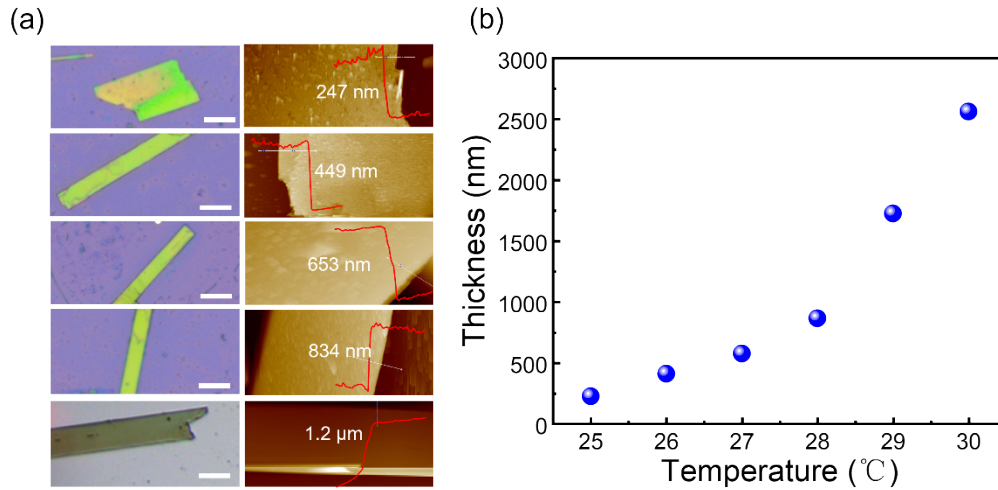 (a)
247 nm
449 nm
653 nm
834 nm
1.2 μm
(b)
3000
2500
2000
1500
1000
500
0
Thickness (nm)
25 26 27 28 29 30
Temperature (℃)